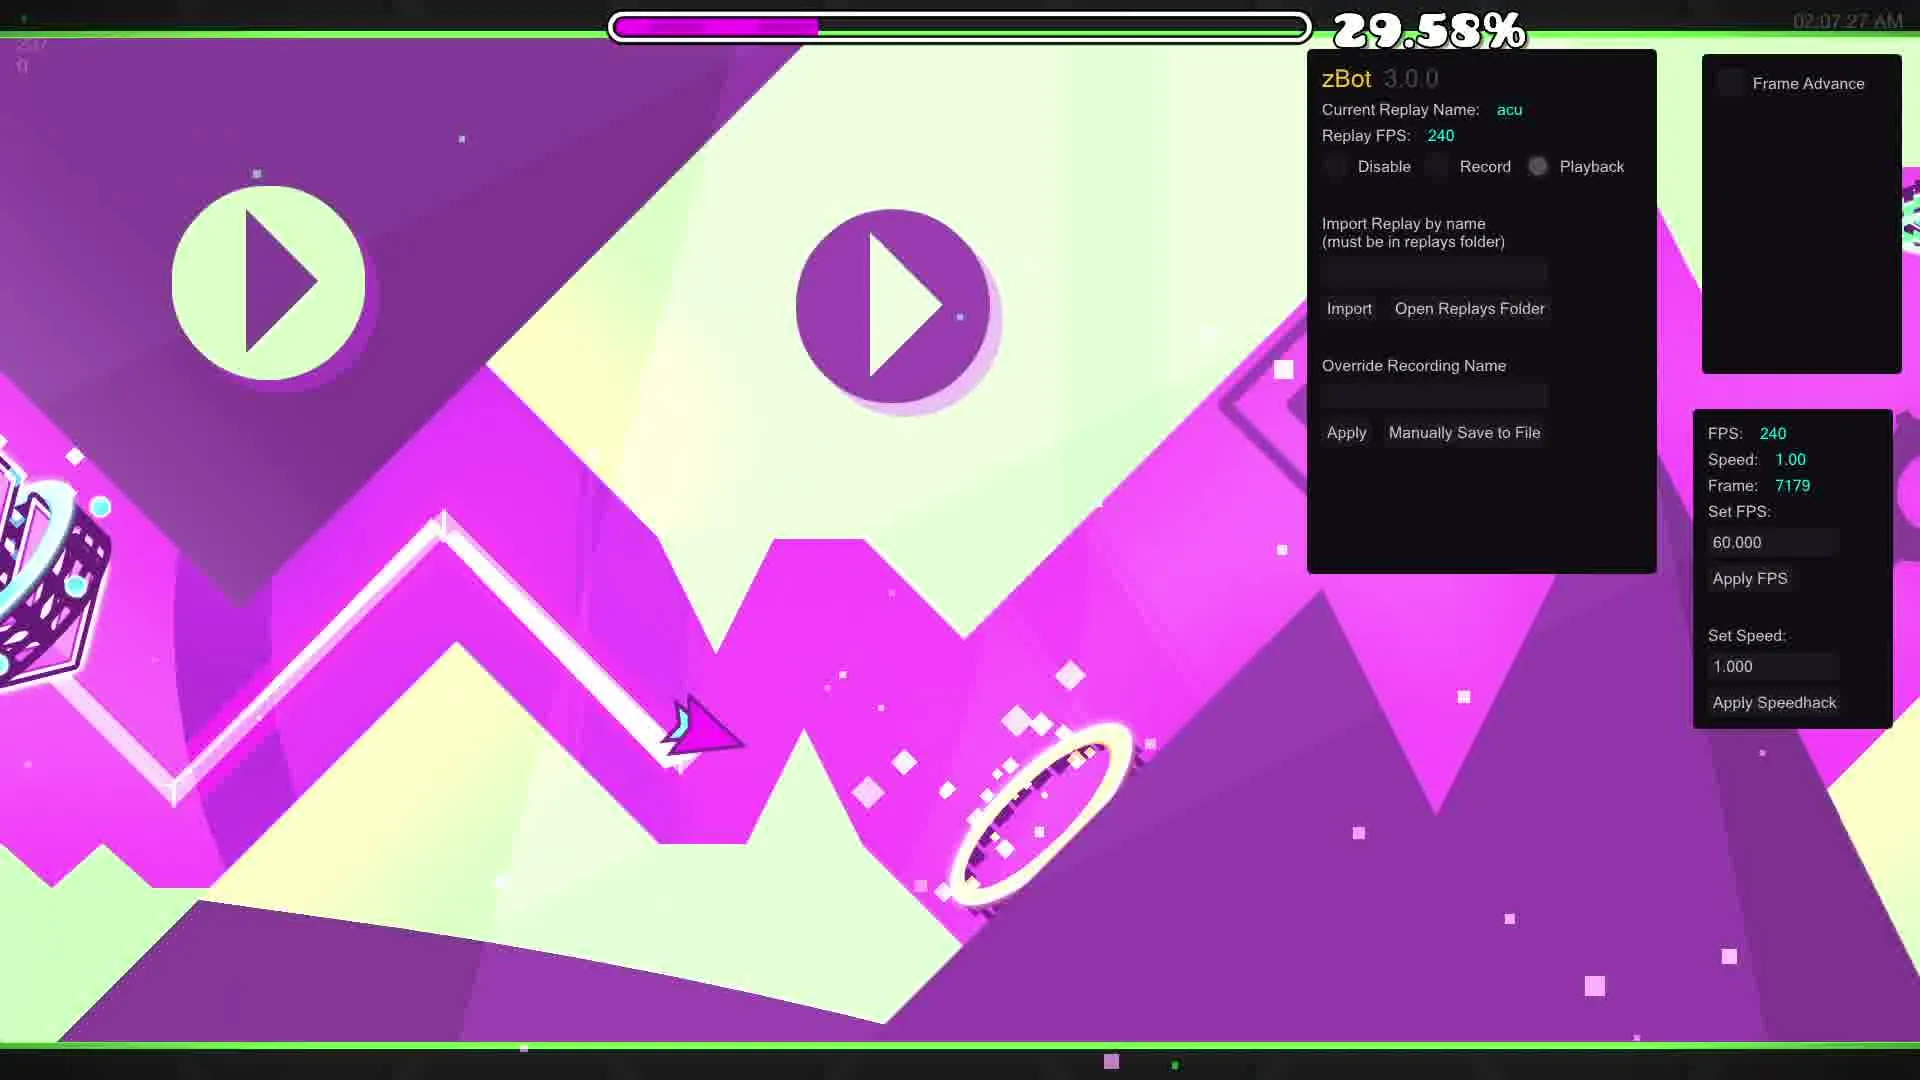 29.58%
02:07:27 AM
237
0
zBot 3.0.0
Current Replay Name: acu
Replay FPS: 240
Disable Record Playback
Import Replay by name
(must be in replays folder)
Import Open Replays Folder
Override Recording Name
Apply Manually Save to File
Frame Advance
FPS: 240
Speed: 1.00
Frame: 7179
Set FPS:
60.000
Apply FPS
Set Speed:
1.000
Apply Speedhack